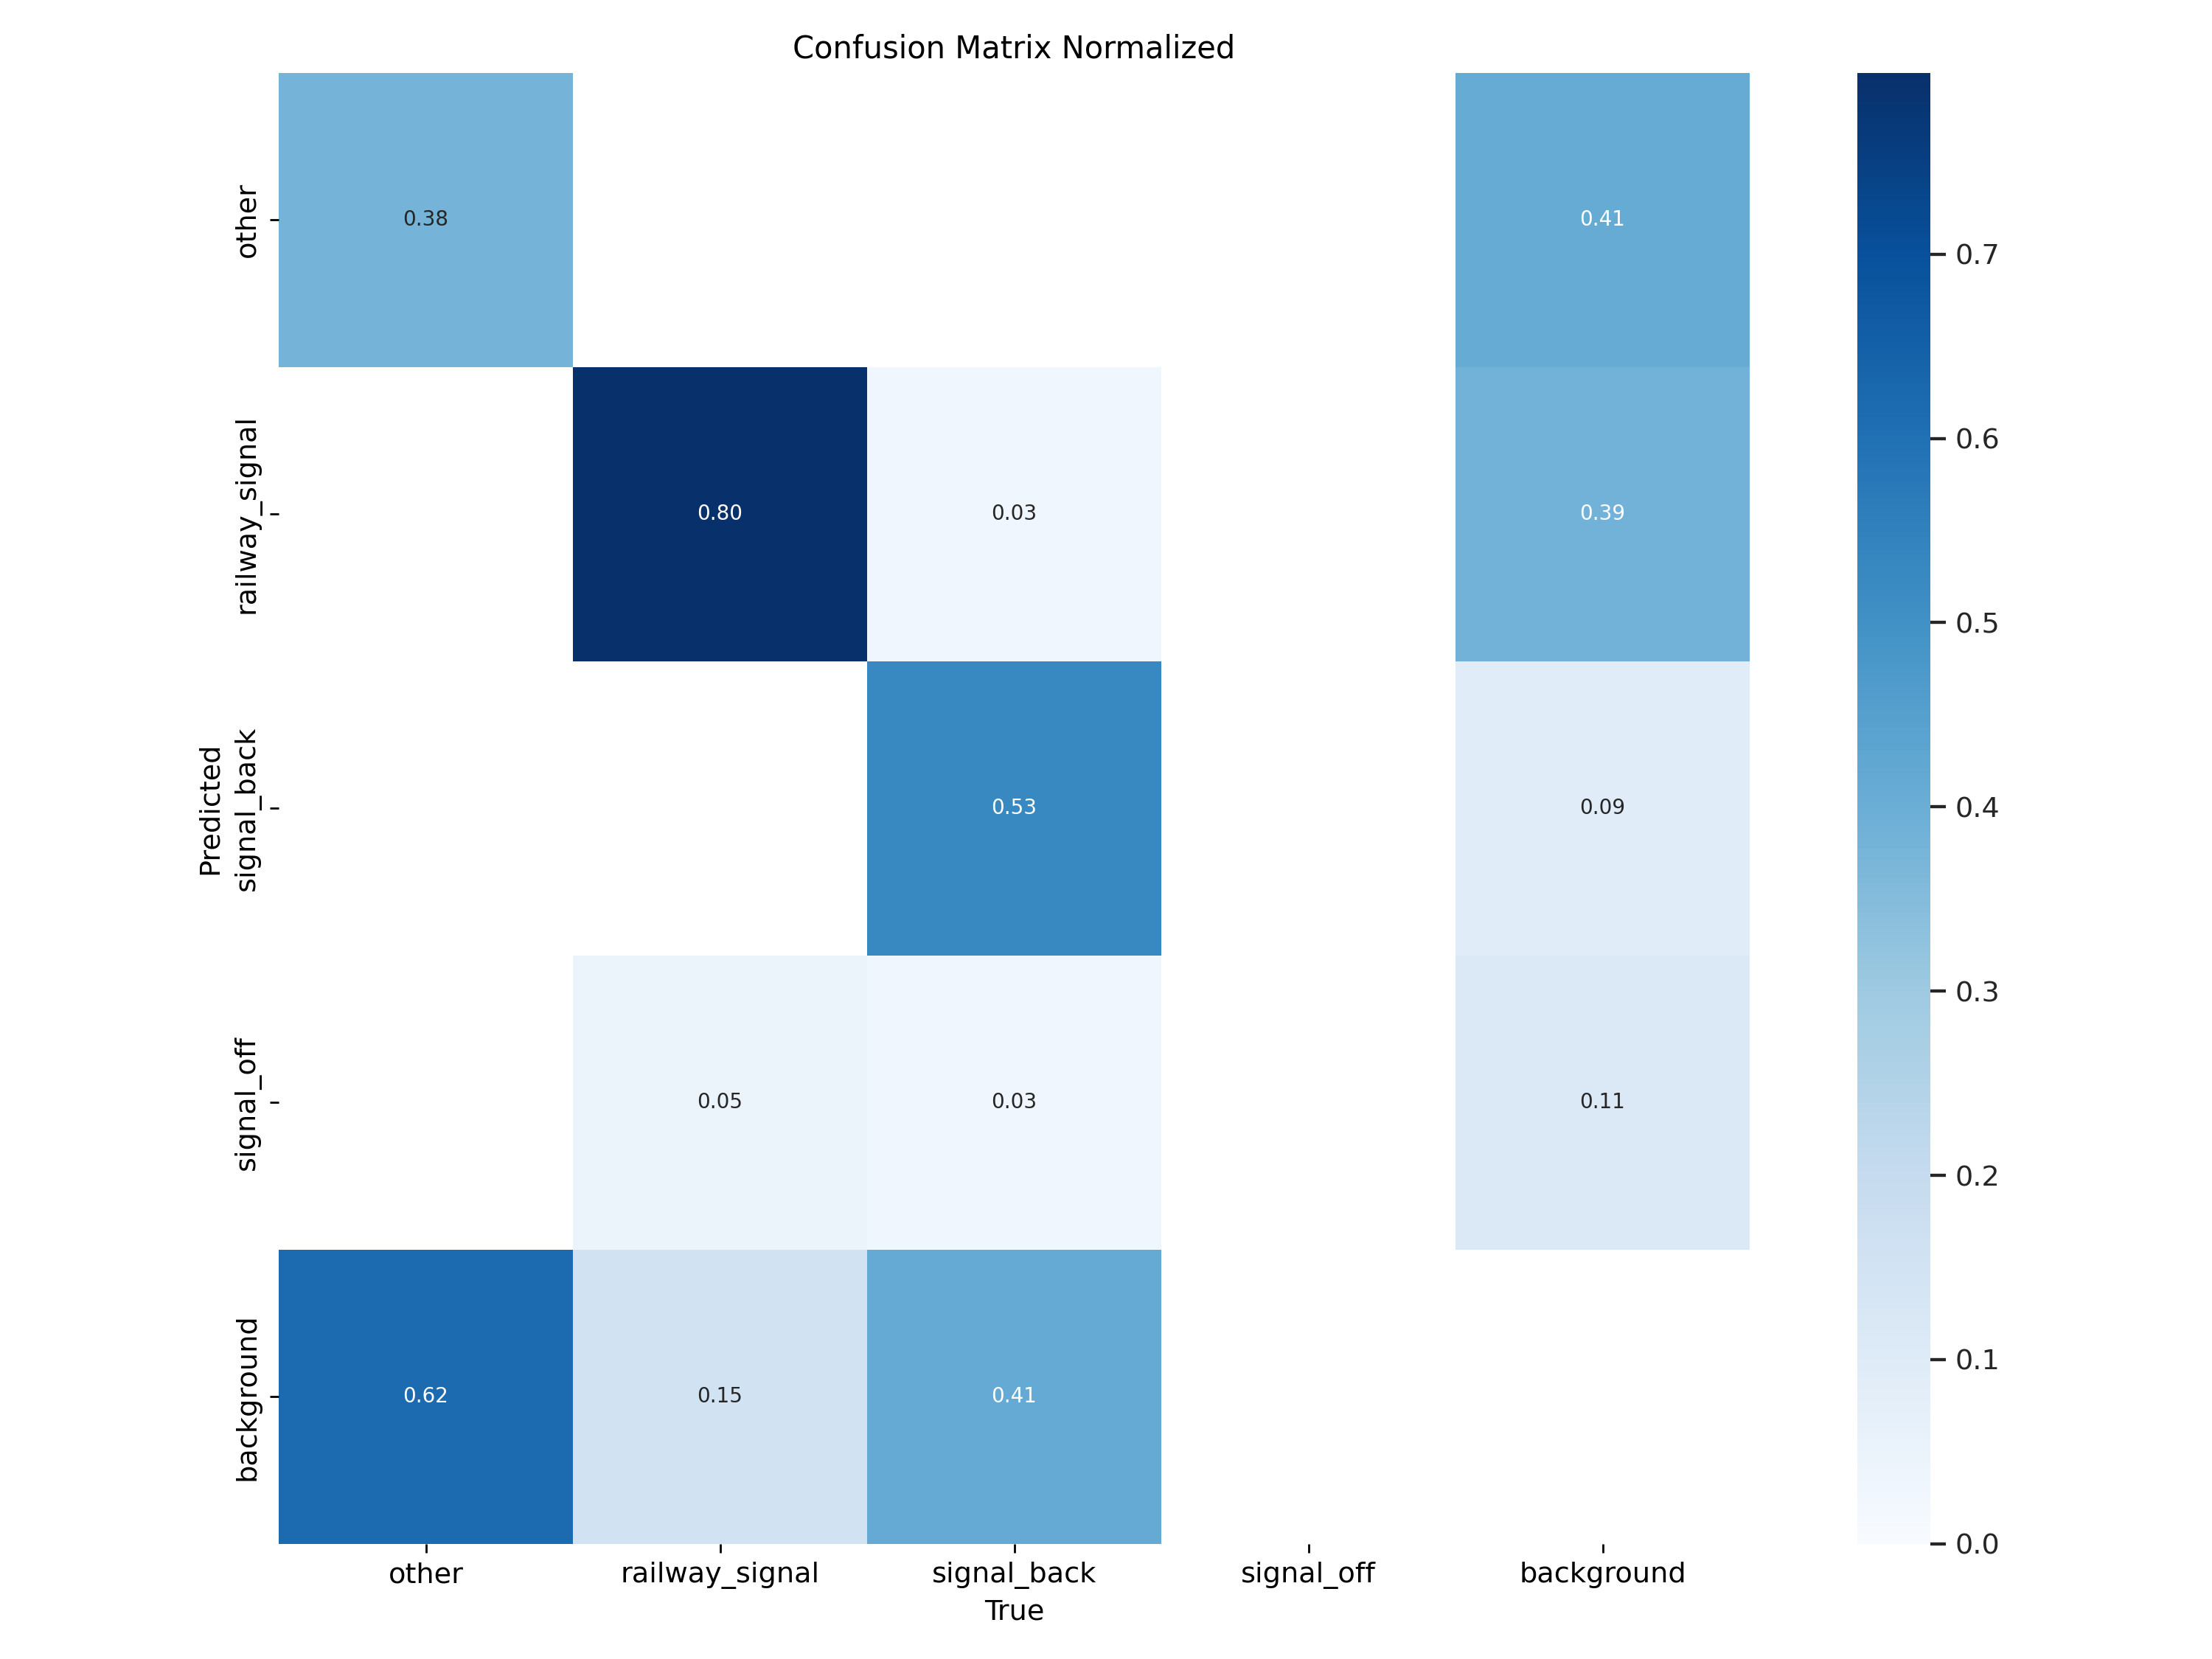 Confusion Matrix Normalized
other
0.38
0.41
0.7
0.6
railway_signal
0.80
0.03
0.39
0.5
Predicted
signal_back
0.53
0.09
0.4
0.3
signal_off
0.05
0.03
0.11
0.2
0.1
background
0.62
0.15
0.41
0.0
other
railway_signal
signal_back
signal_off
background
True